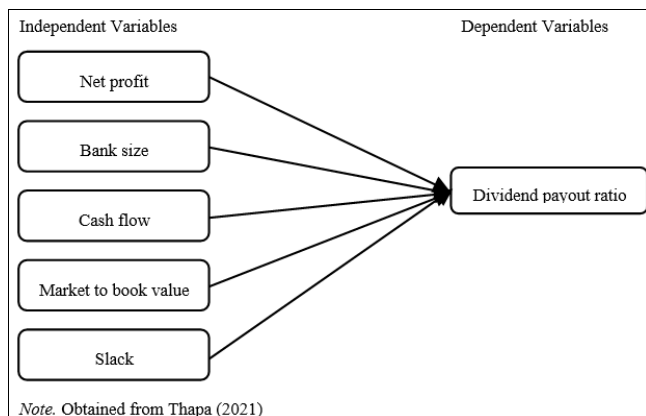 Independent Variables
Dependent Variables
Net profit
Bank size
Cash flow
Market to book value
Slack
Dividend payout ratio
Note. Obtained from Thapa (2021)